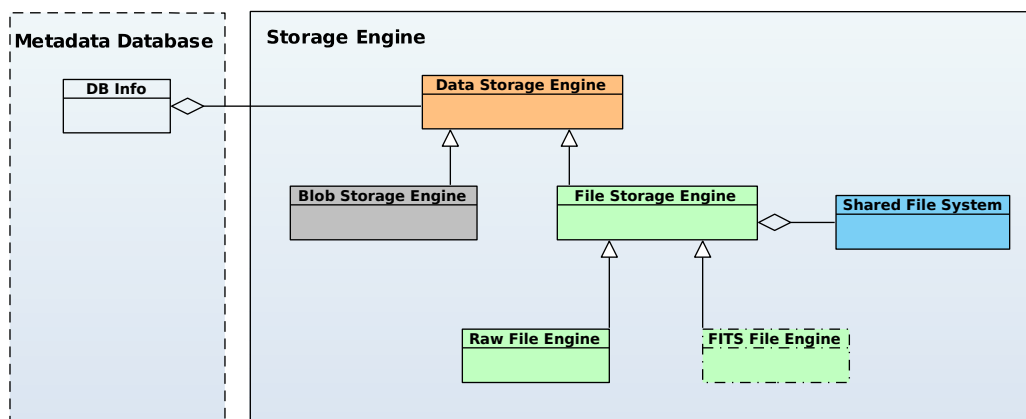 Metadata Database
Storage Engine
DB Info
Data Storage Engine
Blob Storage Engine
File Storage Engine
Shared File System
Raw File Engine
FITS File Engine